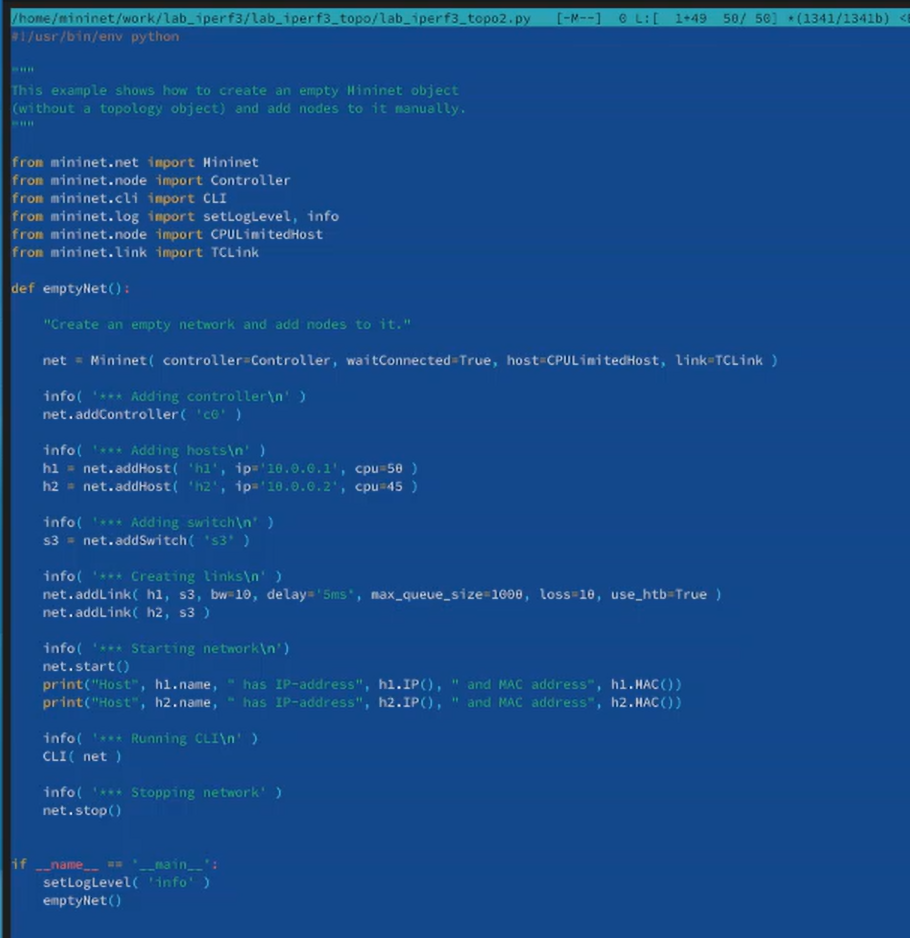 /home/mininet/work/lab_iperf3/lab_iperf3_topo/lab_iperf3_topo2.py [-M--] 0 L:[ 1+49 50/ 50] *(1341/1341b) <
#!/usr/bin/env python
"""
This example shows how to create an empty Mininet object
(without a topology object) and add nodes to it manually.
"""
from mininet.net import Mininet
from mininet.node import Controller
from mininet.cli import CLI
from mininet.log import setLogLevel, info
from mininet.node import CPULimitedHost
from mininet.link import TCLink
def emptyNet():
"Create an empty network and add nodes to it."
net = Mininet( controller=Controller, waitConnected=True, host=CPULimitedHost, link=TCLink )
info( '*** Adding controller\n' )
net.addController( 'c0' )
info( '*** Adding hosts\n' )
h1 = net.addHost( 'h1', ip='10.0.0.1', cpu=50 )
h2 = net.addHost( 'h2', ip='10.0.0.2', cpu=45 )
info( '*** Adding switch\n' )
s3 = net.addSwitch( 's3' )
info( '*** Creating links\n' )
net.addLink( h1, s3, bw=10, delay='5ms', max_queue_size=1000, loss=10, use_htb=True )
net.addLink( h2, s3 )
info( '*** Starting network\n')
net.start()
print("Host", h1.name, " has IP-address", h1.IP(), " and MAC address", h1.MAC())
print("Host", h2.name, " has IP-address", h2.IP(), " and MAC address", h2.MAC())
info( '*** Running CLI\n' )
CLI( net )
info( '*** Stopping network' )
net.stop()
if __name__ == '__main__':
setLogLevel( 'info' )
emptyNet()